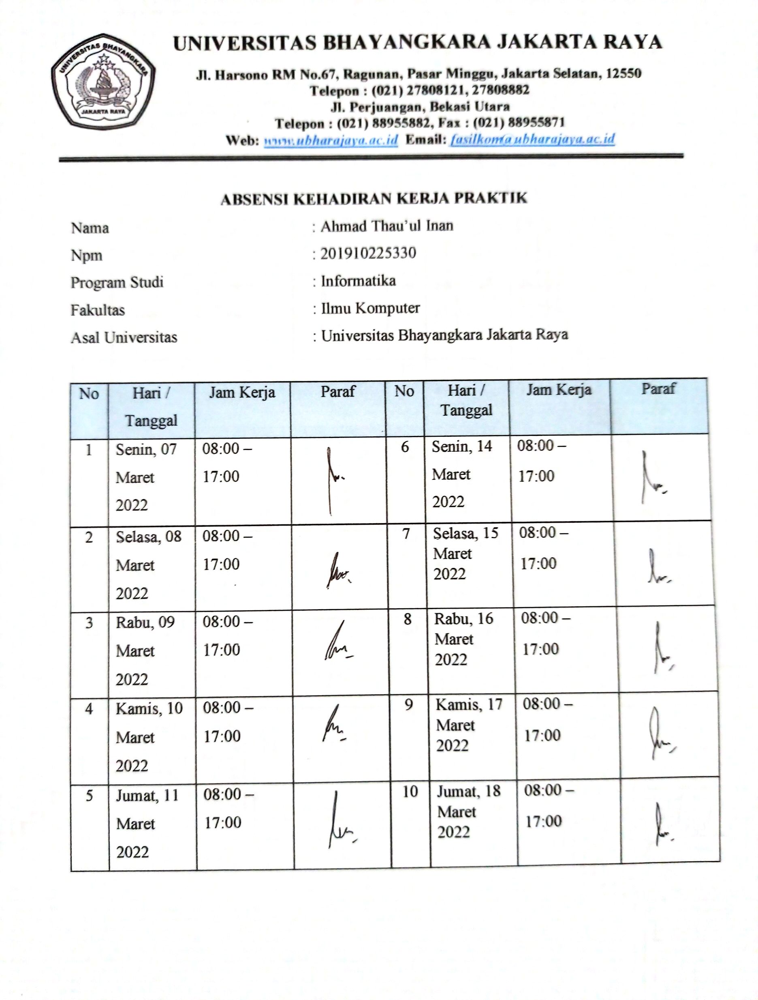 UNIVERSITAS BHAYANGKARA
JAKARTA RAYA
UNIVERSITAS BHAYANGKARA JAKARTA RAYA
Jl. Harsono RM No.67, Ragunan, Pasar Minggu, Jakarta Selatan, 12550
Telepon : (021) 27808121, 27808882
Jl. Perjuangan, Bekasi Utara
Telepon : (021) 88955882, Fax : (021) 88955871
Web: www.ubharajaya.ac.id Email: fasilkom@ubharajaya.ac.id
ABSENSI KEHADIRAN KERJA PRAKTIK
Nama : Ahmad Thau'ul Inan
Npm : 201910225330
Program Studi : Informatika
Fakultas : Ilmu Komputer
Asal Universitas : Universitas Bhayangkara Jakarta Raya
No Hari / Jam Kerja Paraf No Hari / Jam Kerja Paraf
Tanggal Tanggal
1 Senin, 07 08:00 – 6 Senin, 14 08:00 –
Maret 17:00 Maret 17:00
2022 2022
2 Selasa, 08 08:00 – 7 Selasa, 15 08:00 –
Maret 17:00 Maret 17:00
2022 2022
3 Rabu, 09 08:00 – 8 Rabu, 16 08:00 –
Maret 17:00 Maret 17:00
2022 2022
4 Kamis, 10 08:00 – 9 Kamis, 17 08:00 –
Maret 17:00 Maret 17:00
2022 2022
5 Jumat, 11 08:00 – 10 Jumat, 18 08:00 –
Maret 17:00 Maret 17:00
2022 2022